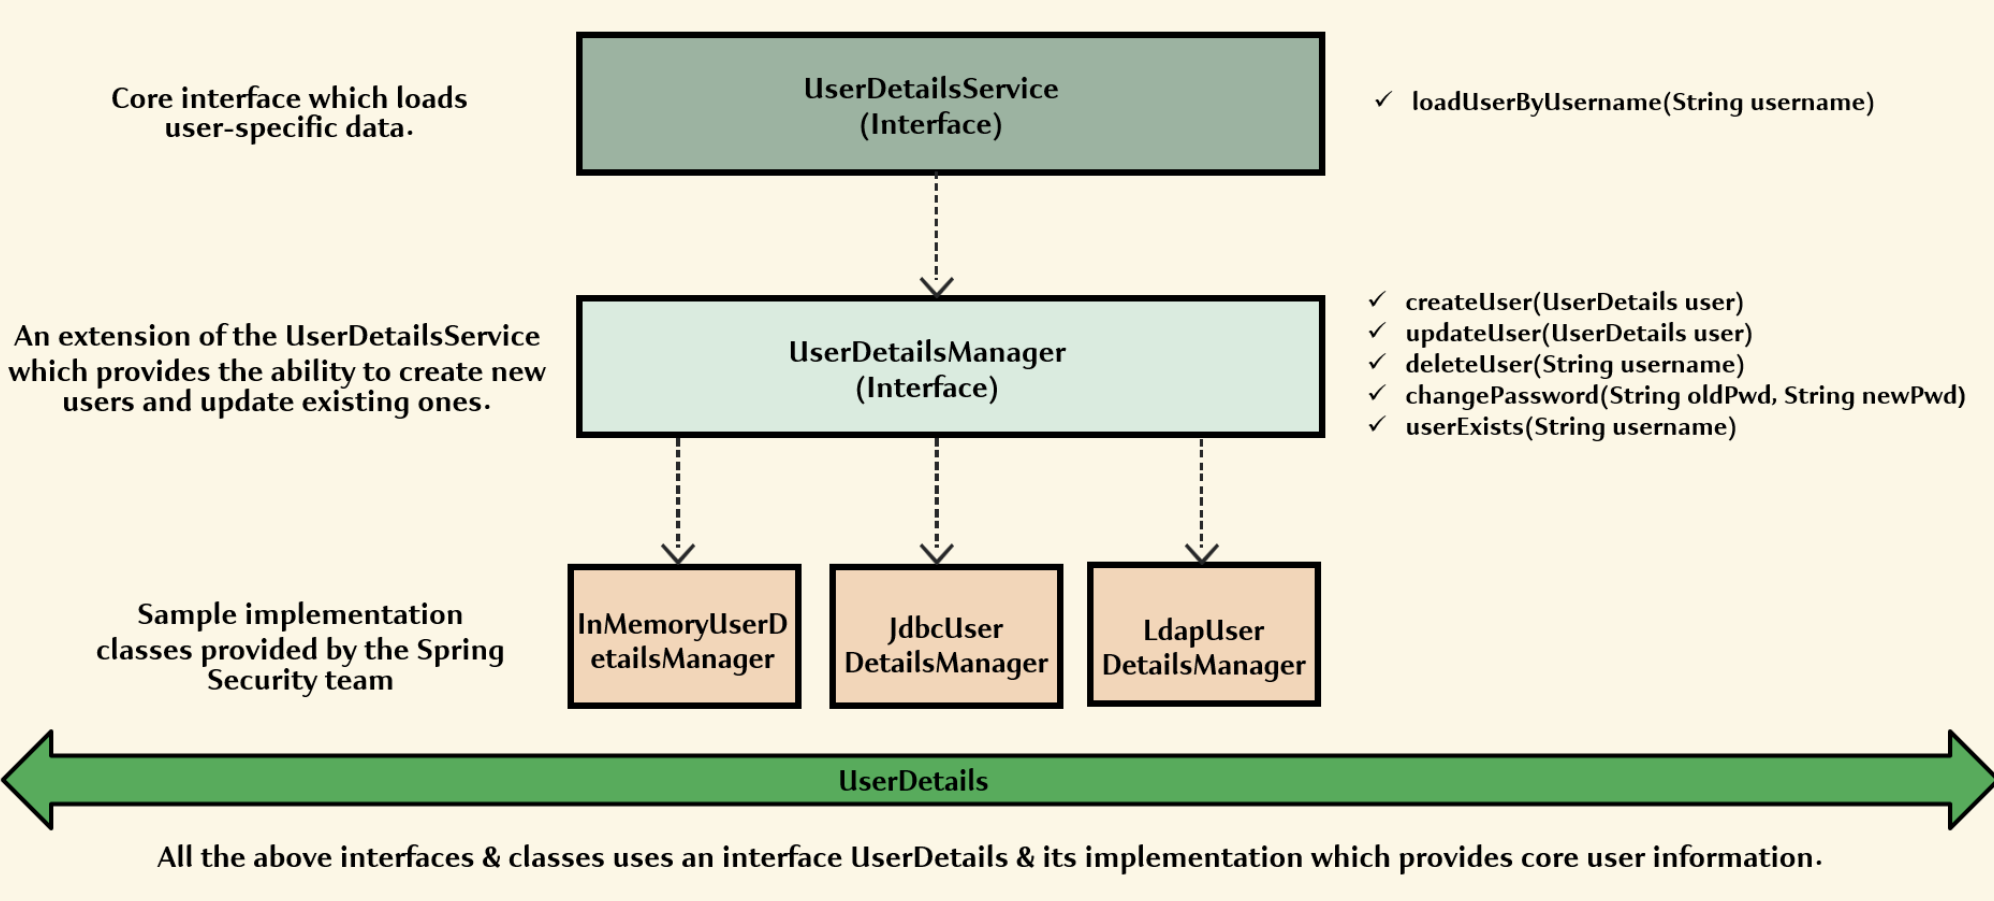 Core interface which loads
user-specific data.
UserDetailsService
(Interface)
✓ loadUserByUsername(String username)
An extension of the UserDetailsService
which provides the ability to create new
users and update existing ones.
UserDetailsManager
(Interface)
✓ createUser(UserDetails user)
✓ updateUser(UserDetails user)
✓ deleteUser(String username)
✓ changePassword(String oldPwd, String newPwd)
✓ userExists(String username)
Sample implementation
classes provided by the Spring
Security team
InMemoryUserD
etailsManager
JdbcUser
DetailsManager
LdapUser
DetailsManager
UserDetails
All the above interfaces & classes uses an interface UserDetails & its implementation which provides core user information.